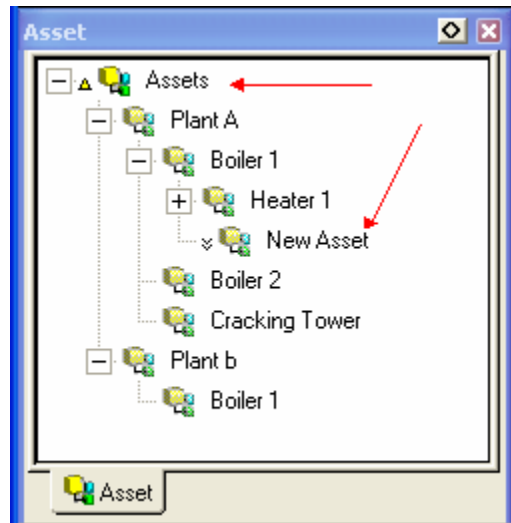 Asset
Assets
Plant A
Boiler 1
Heater 1
New Asset
Boiler 2
Cracking Tower
Plant b
Boiler 1
Asset